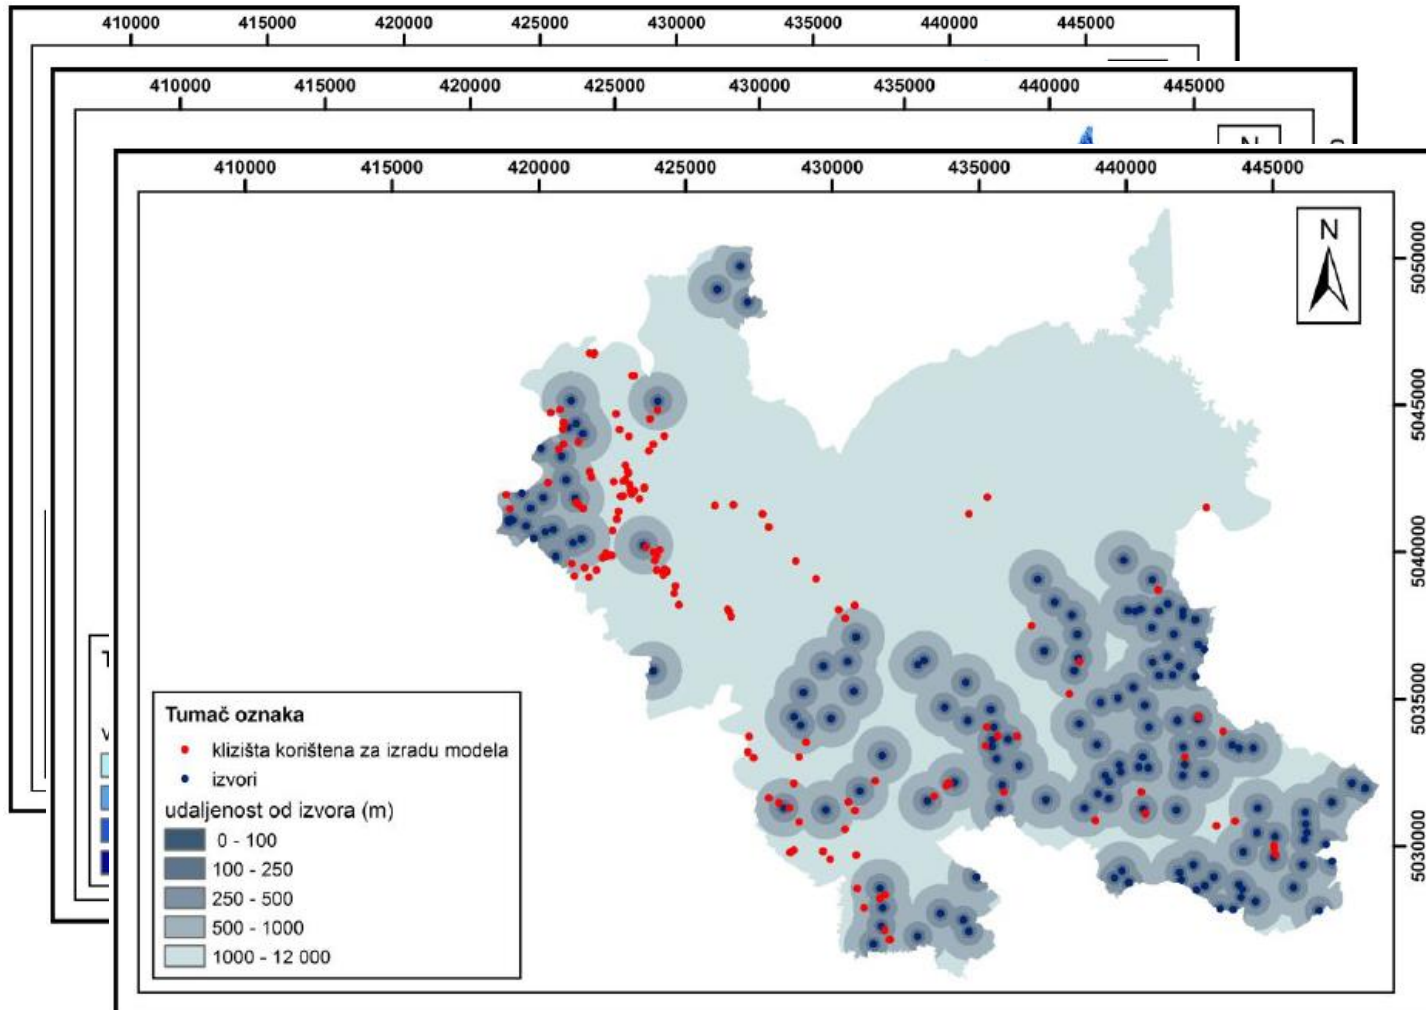 410000 415000 420000 425000 430000 435000 440000 445000
410000 415000 420000 425000 430000 435000 440000 445000
410000 415000 420000 425000 430000 435000 440000 445000
N
5050000
5045000
5040000
5035000
5030000
Tumač oznaka
klizišta korištena za izradu modela
izvori
udaljenost od izvora (m)
0 - 100
100 - 250
250 - 500
500 - 1000
1000 - 12 000